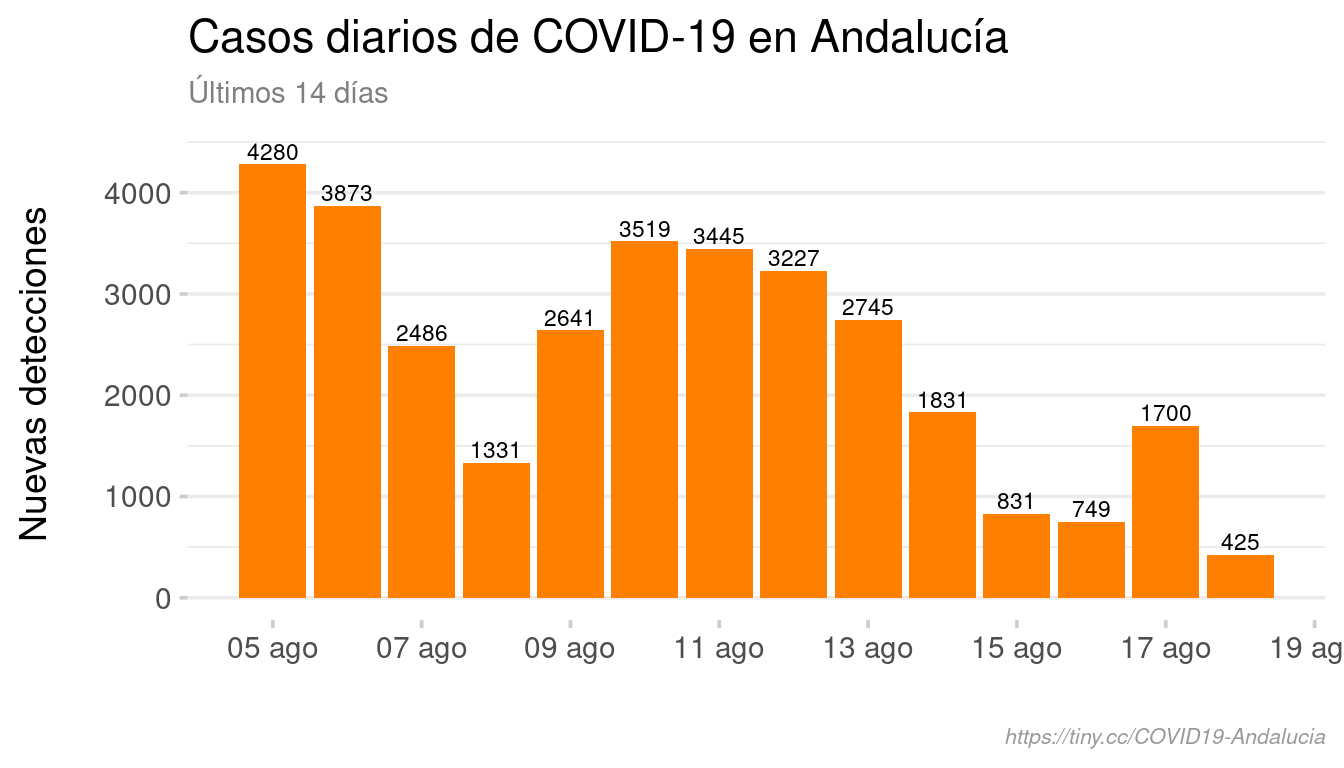 Casos diarios de COVID-19 en Andalucía
Últimos 14 días
Nuevas detecciones
4000
3000
2000
1000
0
4280
3873
2486
1331
2641
3519
3445
3227
2745
1831
831
749
1700
425
05 ago
07 ago
09 ago
11 ago
13 ago
15 ago
17 ago
19 ag
https://tiny.cc/COVID19-Andalucia